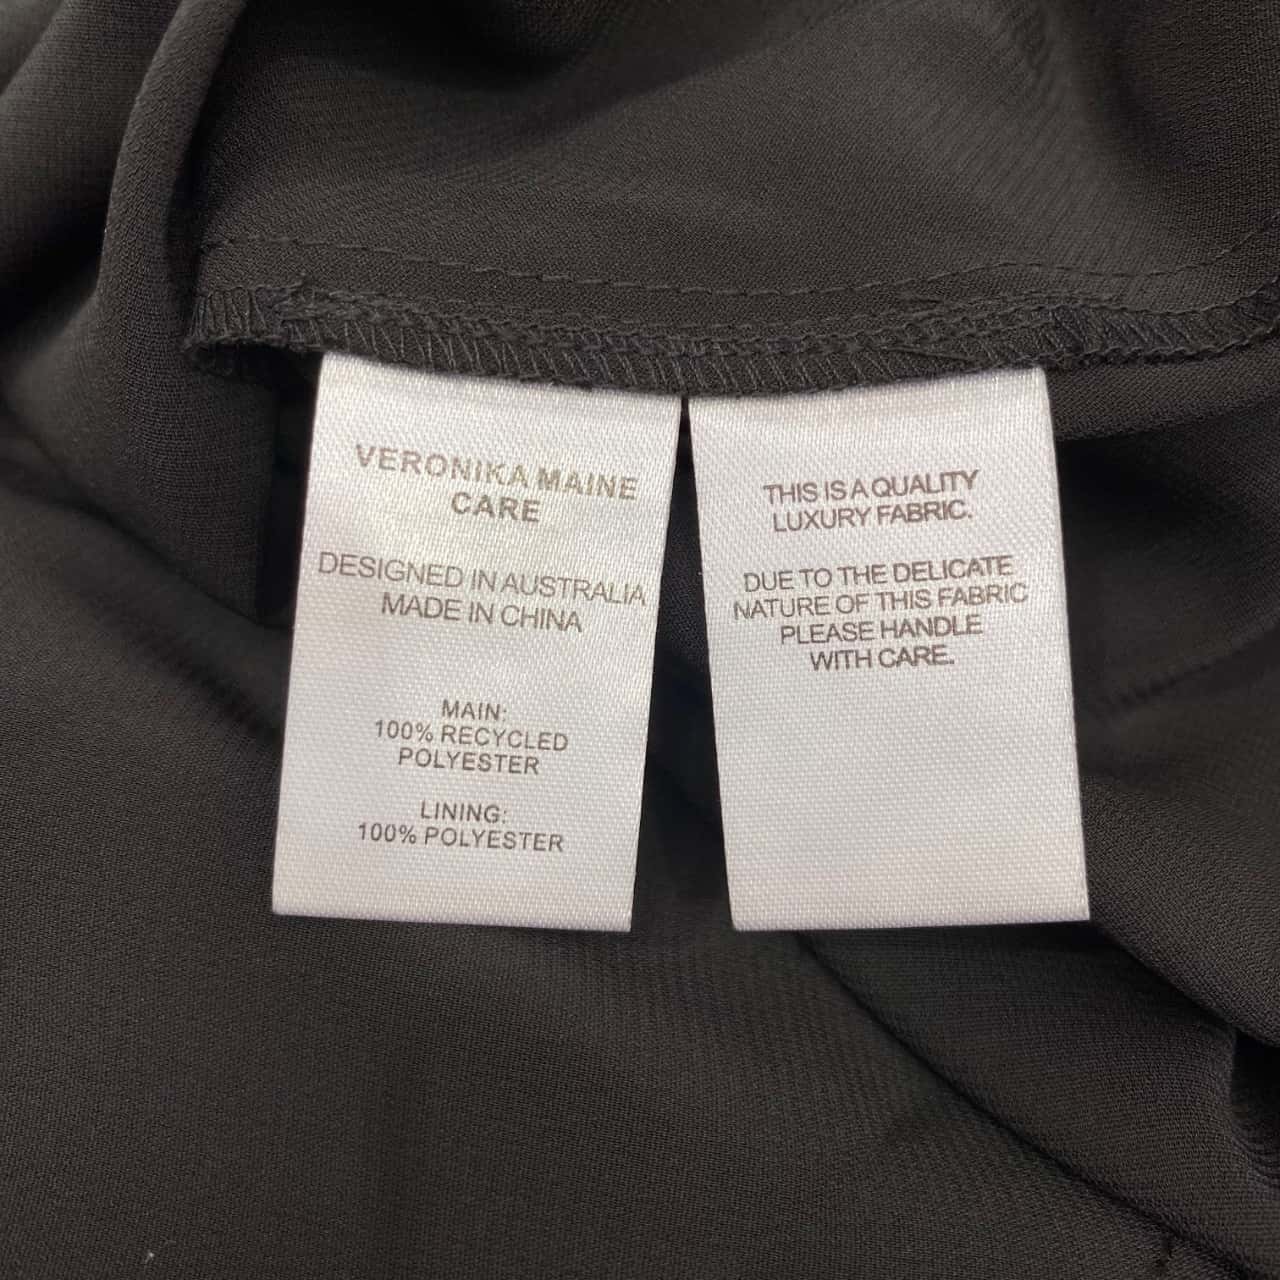 VERONIKA MAINE
CARE
DESIGNED IN AUSTRALIA
MADE IN CHINA
MAIN:
100% RECYCLED
POLYESTER
LINING:
100% POLYESTER
THIS IS A QUALITY
LUXURY FABRIC.
DUE TO THE DELICATE
NATURE OF THIS FABRIC
PLEASE HANDLE
WITH CARE.